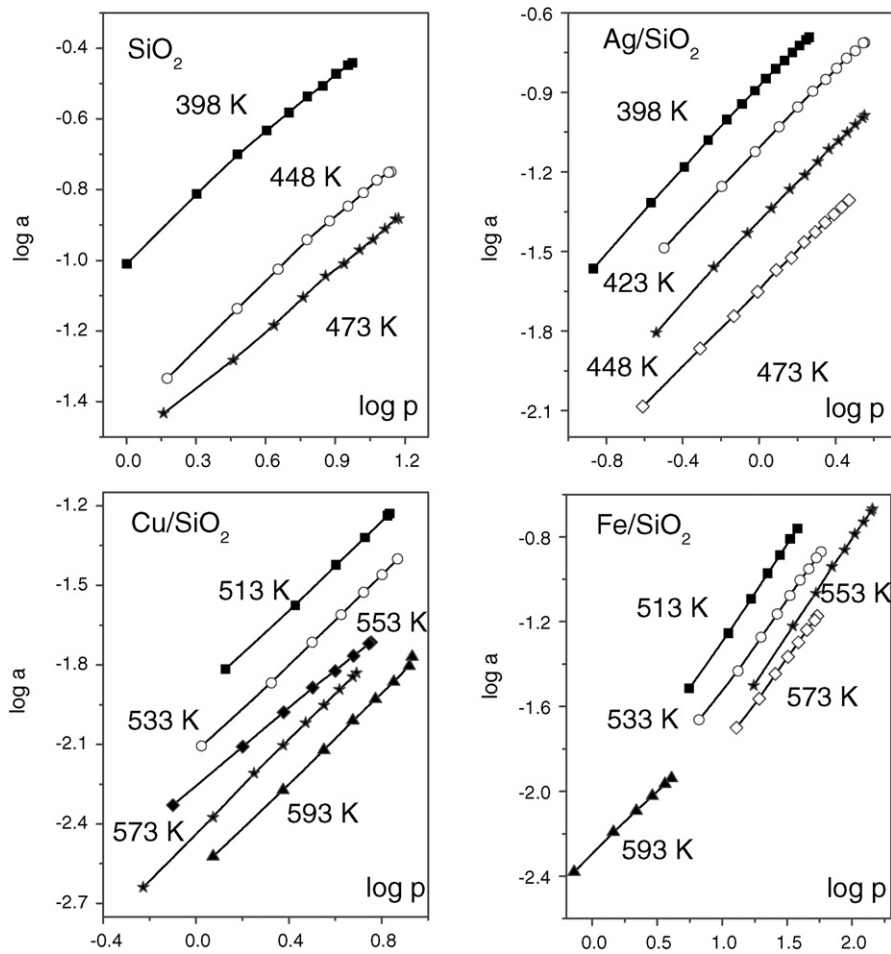 SiO2
-0.4
-0.6
-0.8
-1.0
-1.2
-1.4
log a
398 K
448 K
473 K
log p
0.0 0.3 0.6 0.9 1.2
Ag/SiO2
-0.6
-0.9
-1.2
-1.5
-1.8
-2.1
log a
398 K
423 K
448 K
473 K
log p
-0.8 -0.4 0.0 0.4
Cu/SiO2
-1.2
-1.5
-1.8
-2.1
-2.4
-2.7
log a
513 K
553 K
533 K
573 K
593 K
log p
-0.4 0.0 0.4 0.8
Fe/SiO2
-0.8
-1.2
-1.6
-2.0
-2.4
log a
513 K
553 K
533 K
573 K
593 K
log p
0.0 0.5 1.0 1.5 2.0